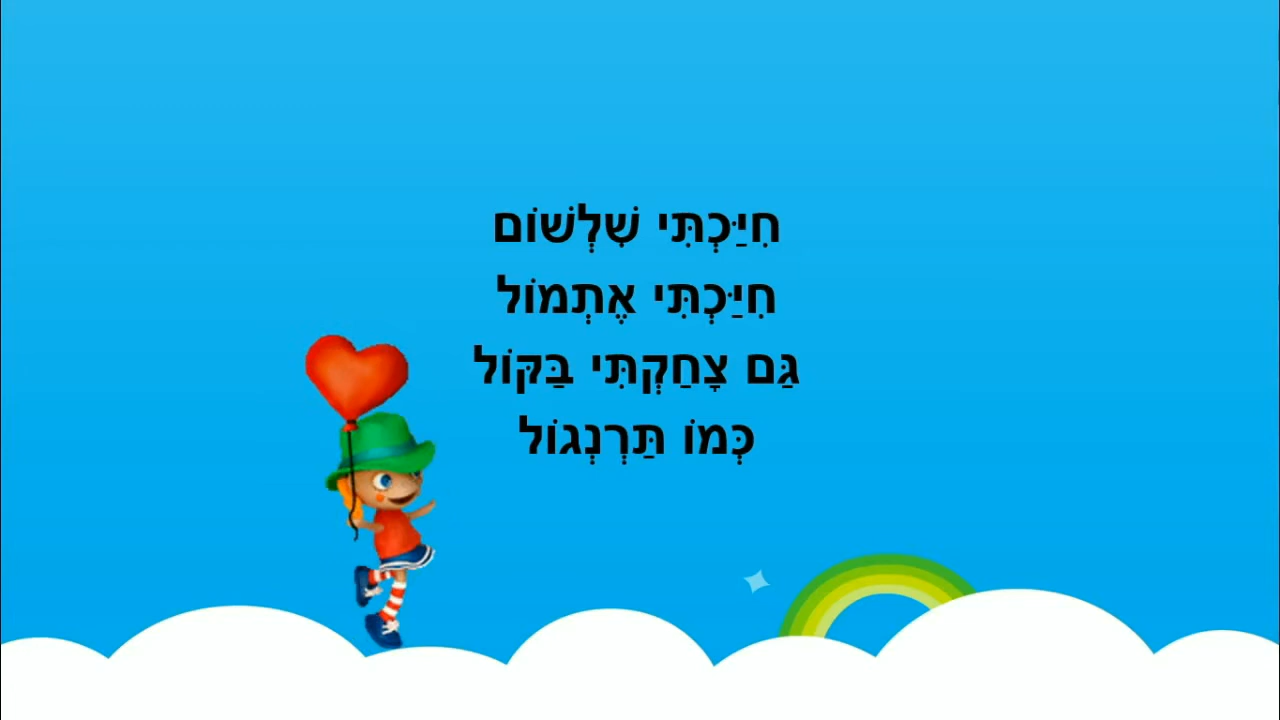 חִיַּכְתִּי שִׁלְשׁוֹם
חִיַּכְתִּי אֶתְמוֹל
גַּם צָחַקְתִּי בַּקּוֹל
כְּמוֹ תַּרְנְגוֹל